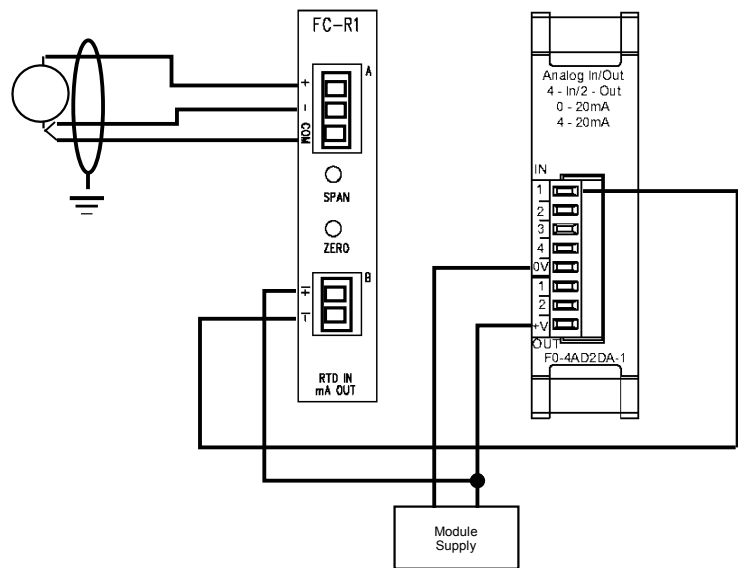 FC-R1
A
+
-
COM
SPAN
ZERO
B
+
-
RTD IN
mA OUT
Analog In/Out
4 - In/2 - Out
0 - 20mA
4 - 20mA
IN
1
2
3
4
0V
1
2
+V
OUT
F0-4AD2DA-1
Module
Supply